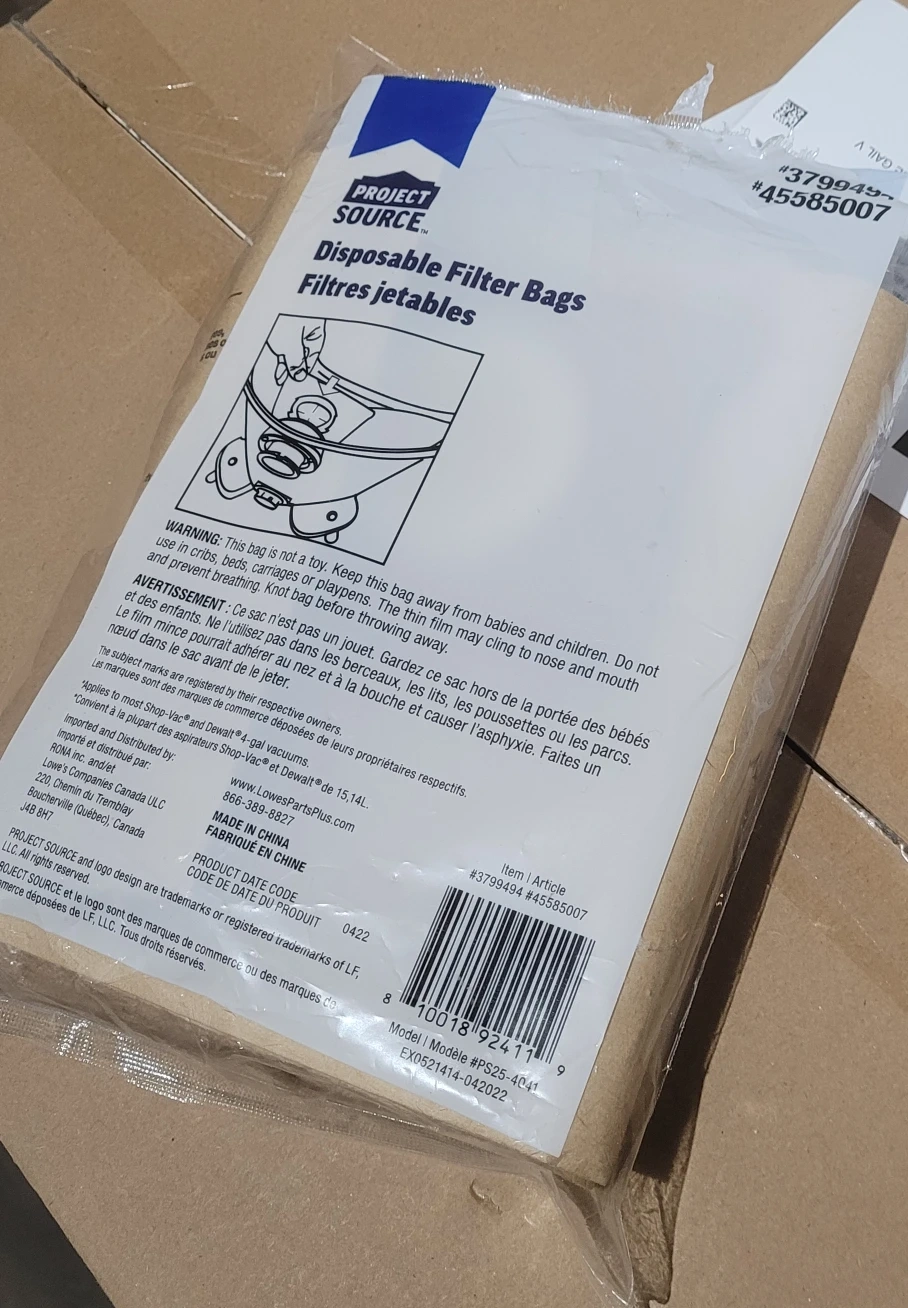 #45585007
PROJECT
SOURCE™
Disposable Filter Bags
Filtres jetables
WARNING: This bag is not a toy. Keep this bag away from babies and children. Do not
use in cribs, beds, carriages or playpens. The thin film may cling to nose and mouth
and prevent breathing. Knot bag before throwing away.
AVERTISSEMENT : Ce sac n'est pas un jouet. Gardez ce sac hors de la portée des bébés
et des enfants. Ne l'utilisez pas dans les berceaux, les lits, les poussettes ou les parcs.
Le film mince pourrait adhérer au nez et à la bouche et causer l'asphyxie. Faites un
nœud dans le sac avant de le jeter.
The subject marks are registered by their respective owners.
Les marques sont des marques de commerce déposées de leurs propriétaires respectifs.
*Applies to most Shop-Vac® and Dewalt® 4-gal vacuums.
*Convient à la plupart des aspirateurs Shop-Vac® et Dewalt® de 15,14L.
Imported and Distributed by:
importé et distribué par:
RONA inc. and/et
Lowe's Companies Canada ULC
220, Chemin du Tremblay
Boucherville (Québec), Canada
J4B 8H7
www.LowesPartsPlus.com
866-389-8827
MADE IN CHINA
FABRIQUÉ EN CHINE
PRODUCT DATE CODE
CODE DE DATE DU PRODUIT 0422
PROJECT SOURCE and logo design are trademarks or registered trademarks of LF,
LLC. All rights reserved.
PROJECT SOURCE et le logo sont des marques de commerce ou des marques de
commerce déposées de LF, LLC. Tous droits réservés.
Item | Article
#3799494 #45585007
8 10018 92411 9
Model | Modèle #PS25-4041
EX0521414-042022
GAIL V